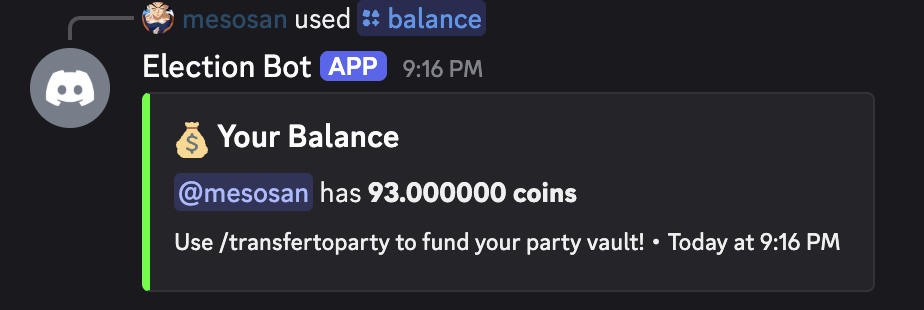 mesosan used balance
Election Bot APP 9:16 PM
Your Balance
@mesosan has 93.000000 coins
Use /transfertoparty to fund your party vault! • Today at 9:16 PM